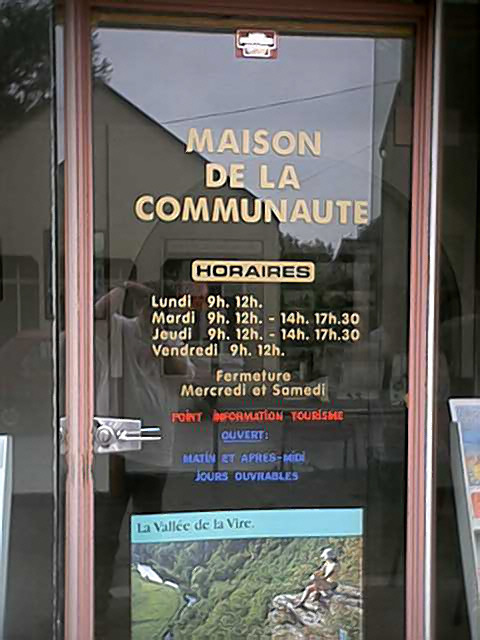 MAISON
DE LA
COMMUNAUTE
HORAIRES
Lundi 9h. 12h.
Mardi 9h. 12h. - 14h. 17h.30
Jeudi 9h. 12h. - 14h. 17h.30
Vendredi 9h. 12h.
Fermeture
Mercredi et Samedi
POINT INFORMATION TOURISME
OUVERT:
MATIN ET APRES-MIDI
JOURS OUVRABLES
La Vallée de la Vire.